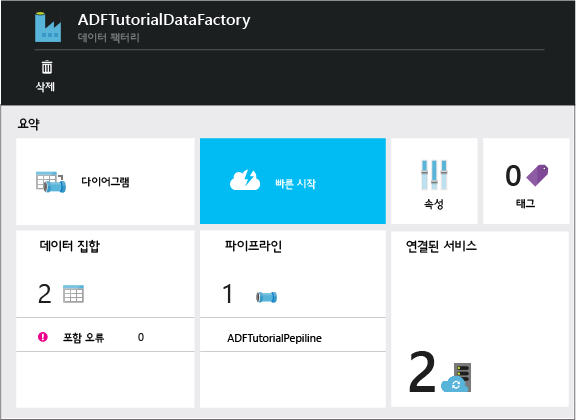 ADFTutorialDataFactory
데이터 팩터리
삭제
요약
다이어그램
빠른 시작
속성
0
태그
데이터 집합
2
포함 오류 0
파이프라인
1
ADFTutorialPepiline
연결된 서비스
2